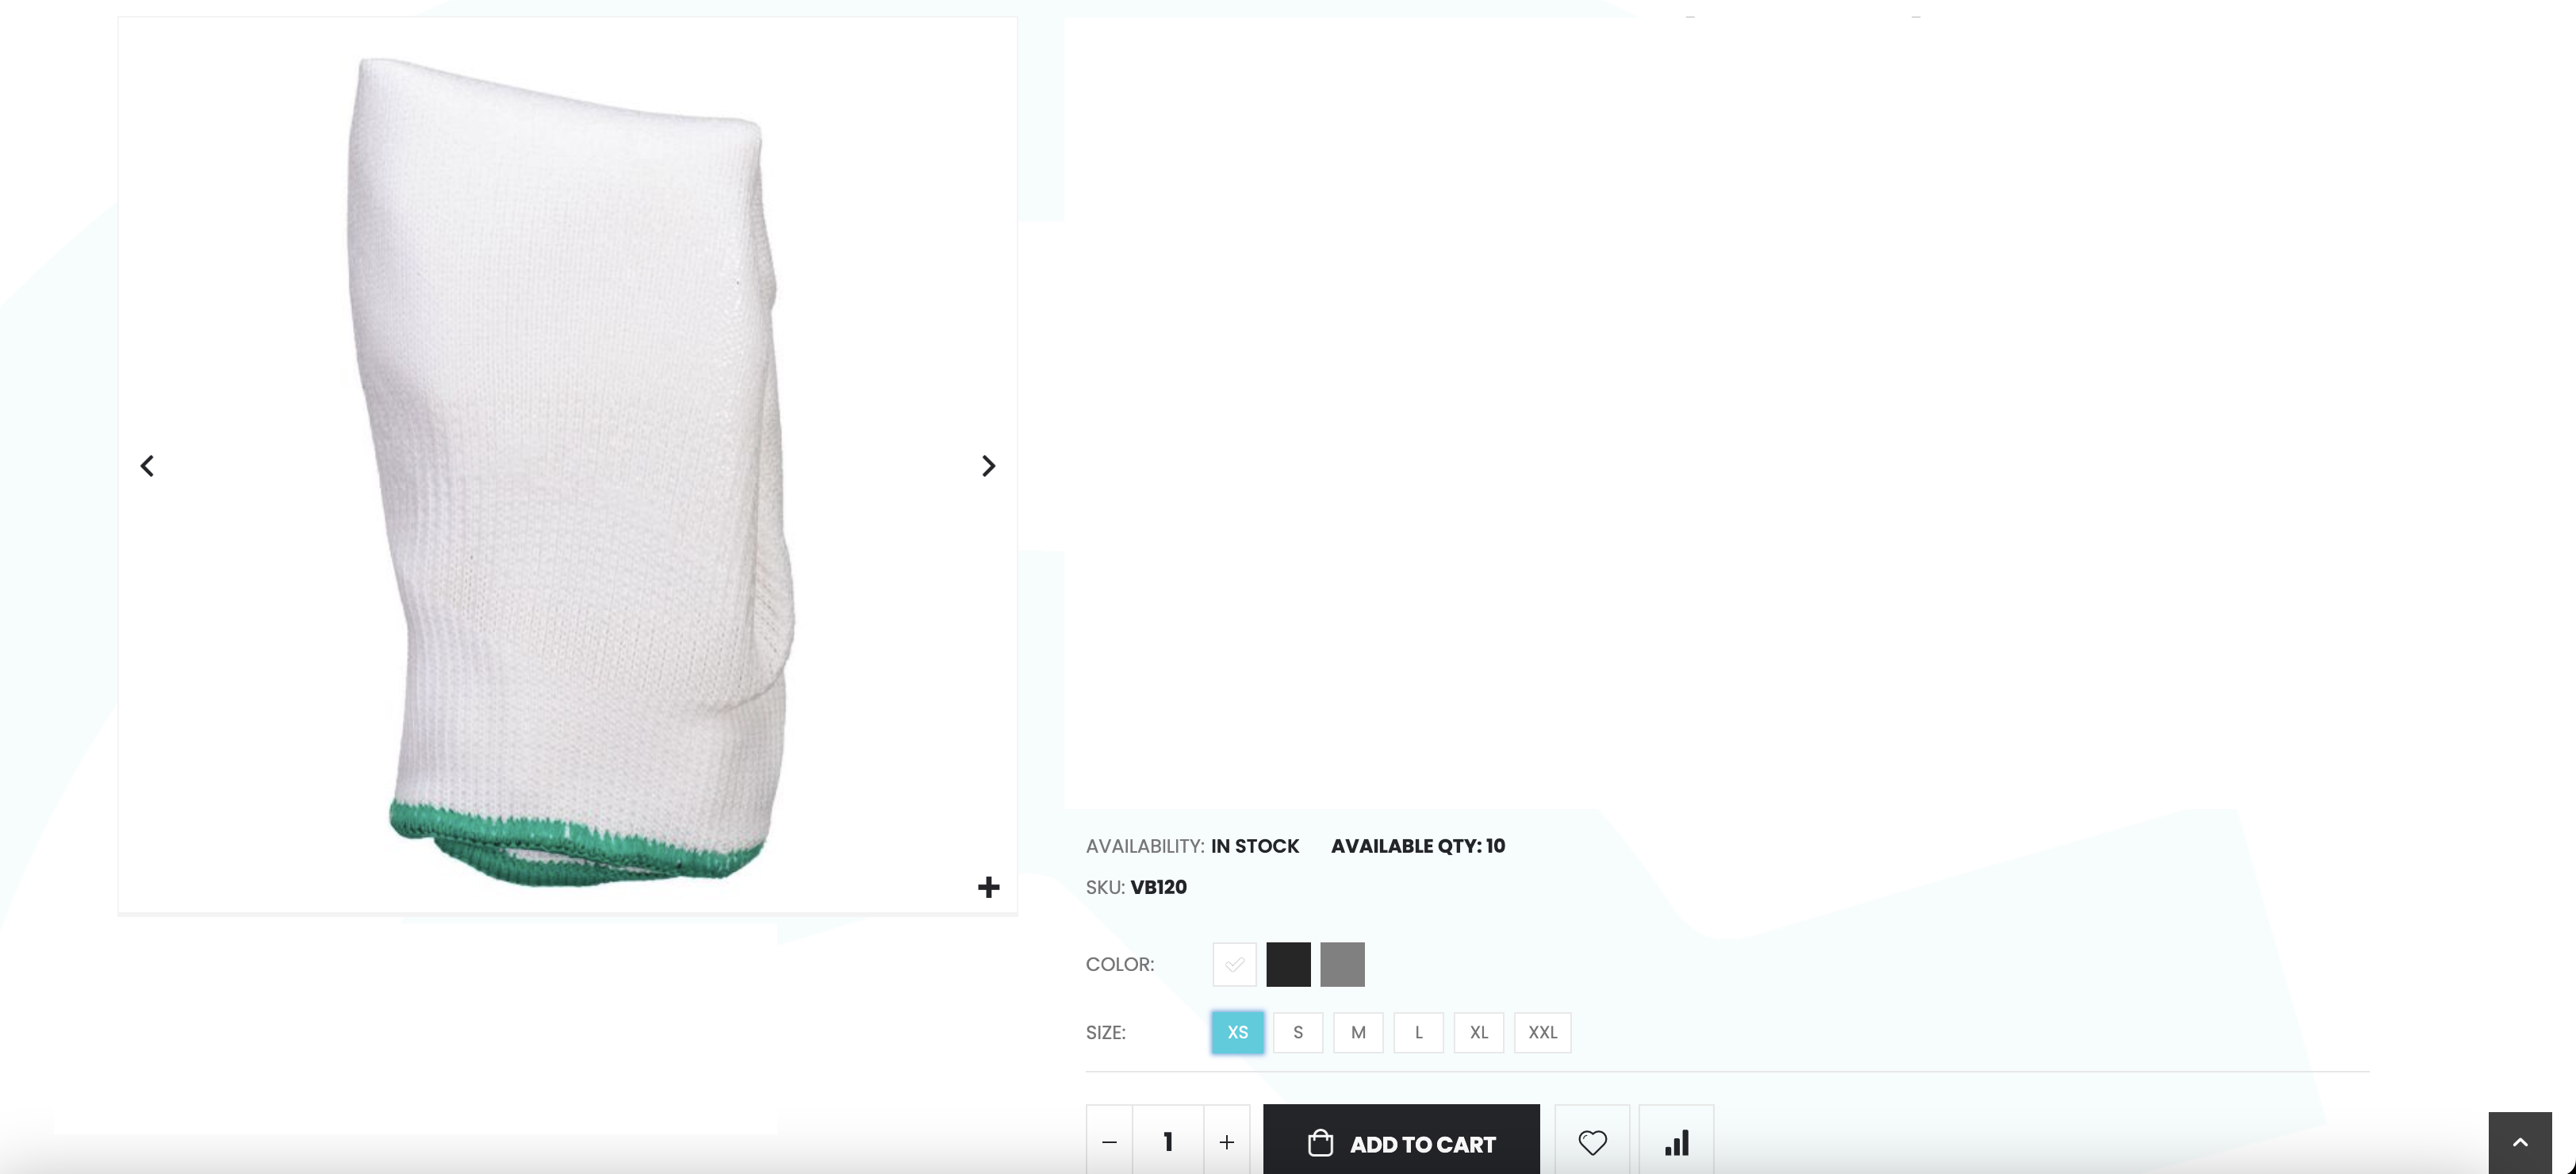 AVAILABILITY: IN STOCK AVAILABLE QTY: 10
SKU: VB120
COLOR:
SIZE: XS S M L XL XXL
− 1 + ADD TO CART